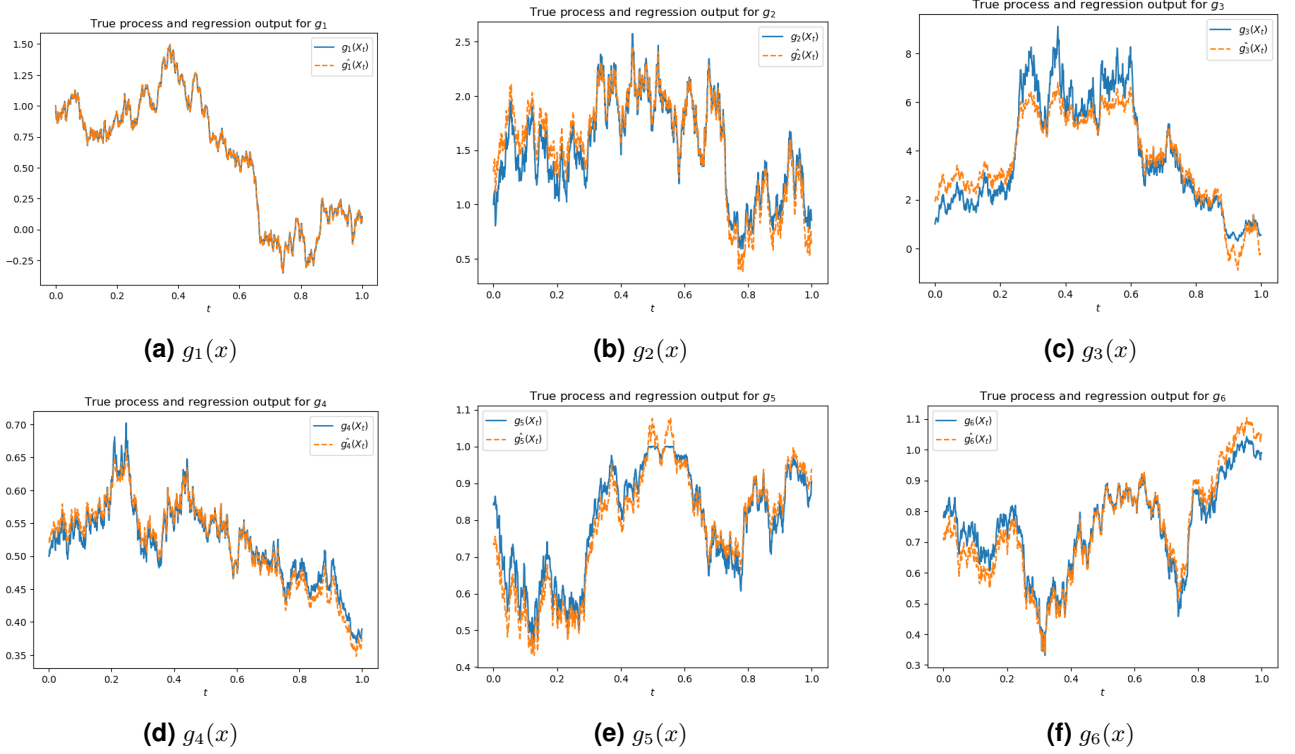 True process and regression output for g₁
1.50
1.25
1.00
0.75
0.50
0.25
0.00
−0.25
0.0 0.2 0.4 0.6 0.8 1.0
t
g₁(Xₜ)
ĝ₁(Xₜ)
(a) g₁(x)
True process and regression output for g₂
2.5
2.0
1.5
1.0
0.5
0.0 0.2 0.4 0.6 0.8 1.0
t
g₂(Xₜ)
ĝ₂(Xₜ)
(b) g₂(x)
True process and regression output for g₃
8
6
4
2
0
0.0 0.2 0.4 0.6 0.8 1.0
t
g₃(Xₜ)
ĝ₃(Xₜ)
(c) g₃(x)
True process and regression output for g₄
0.70
0.65
0.60
0.55
0.50
0.45
0.40
0.35
0.0 0.2 0.4 0.6 0.8 1.0
t
g₄(Xₜ)
ĝ₄(Xₜ)
(d) g₄(x)
True process and regression output for g₅
1.1
1.0
0.9
0.8
0.7
0.6
0.5
0.4
0.0 0.2 0.4 0.6 0.8 1.0
t
g₅(Xₜ)
ĝ₅(Xₜ)
(e) g₅(x)
True process and regression output for g₆
1.1
1.0
0.9
0.8
0.7
0.6
0.5
0.4
0.3
0.0 0.2 0.4 0.6 0.8 1.0
t
g₆(Xₜ)
ĝ₆(Xₜ)
(f) g₆(x)